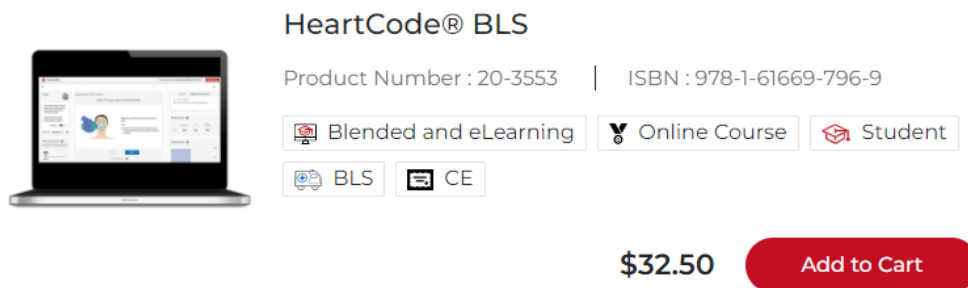 HeartCode® BLS
Product Number : 20-3553 | ISBN : 978-1-61669-796-9
Blended and eLearning Online Course Student
BLS CE
$32.50 Add to Cart